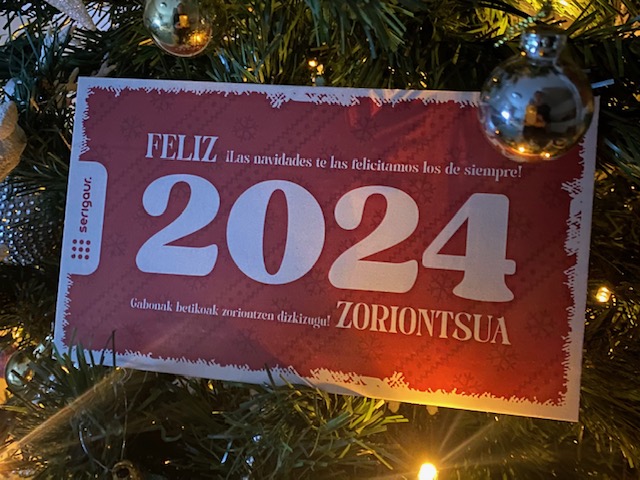 FELIZ ¡Las navidades te las felicitamos los de siempre!
2024
Gabonak betikoak zoriontzen dizkizugu! ZORIONTSUA
serigaur.